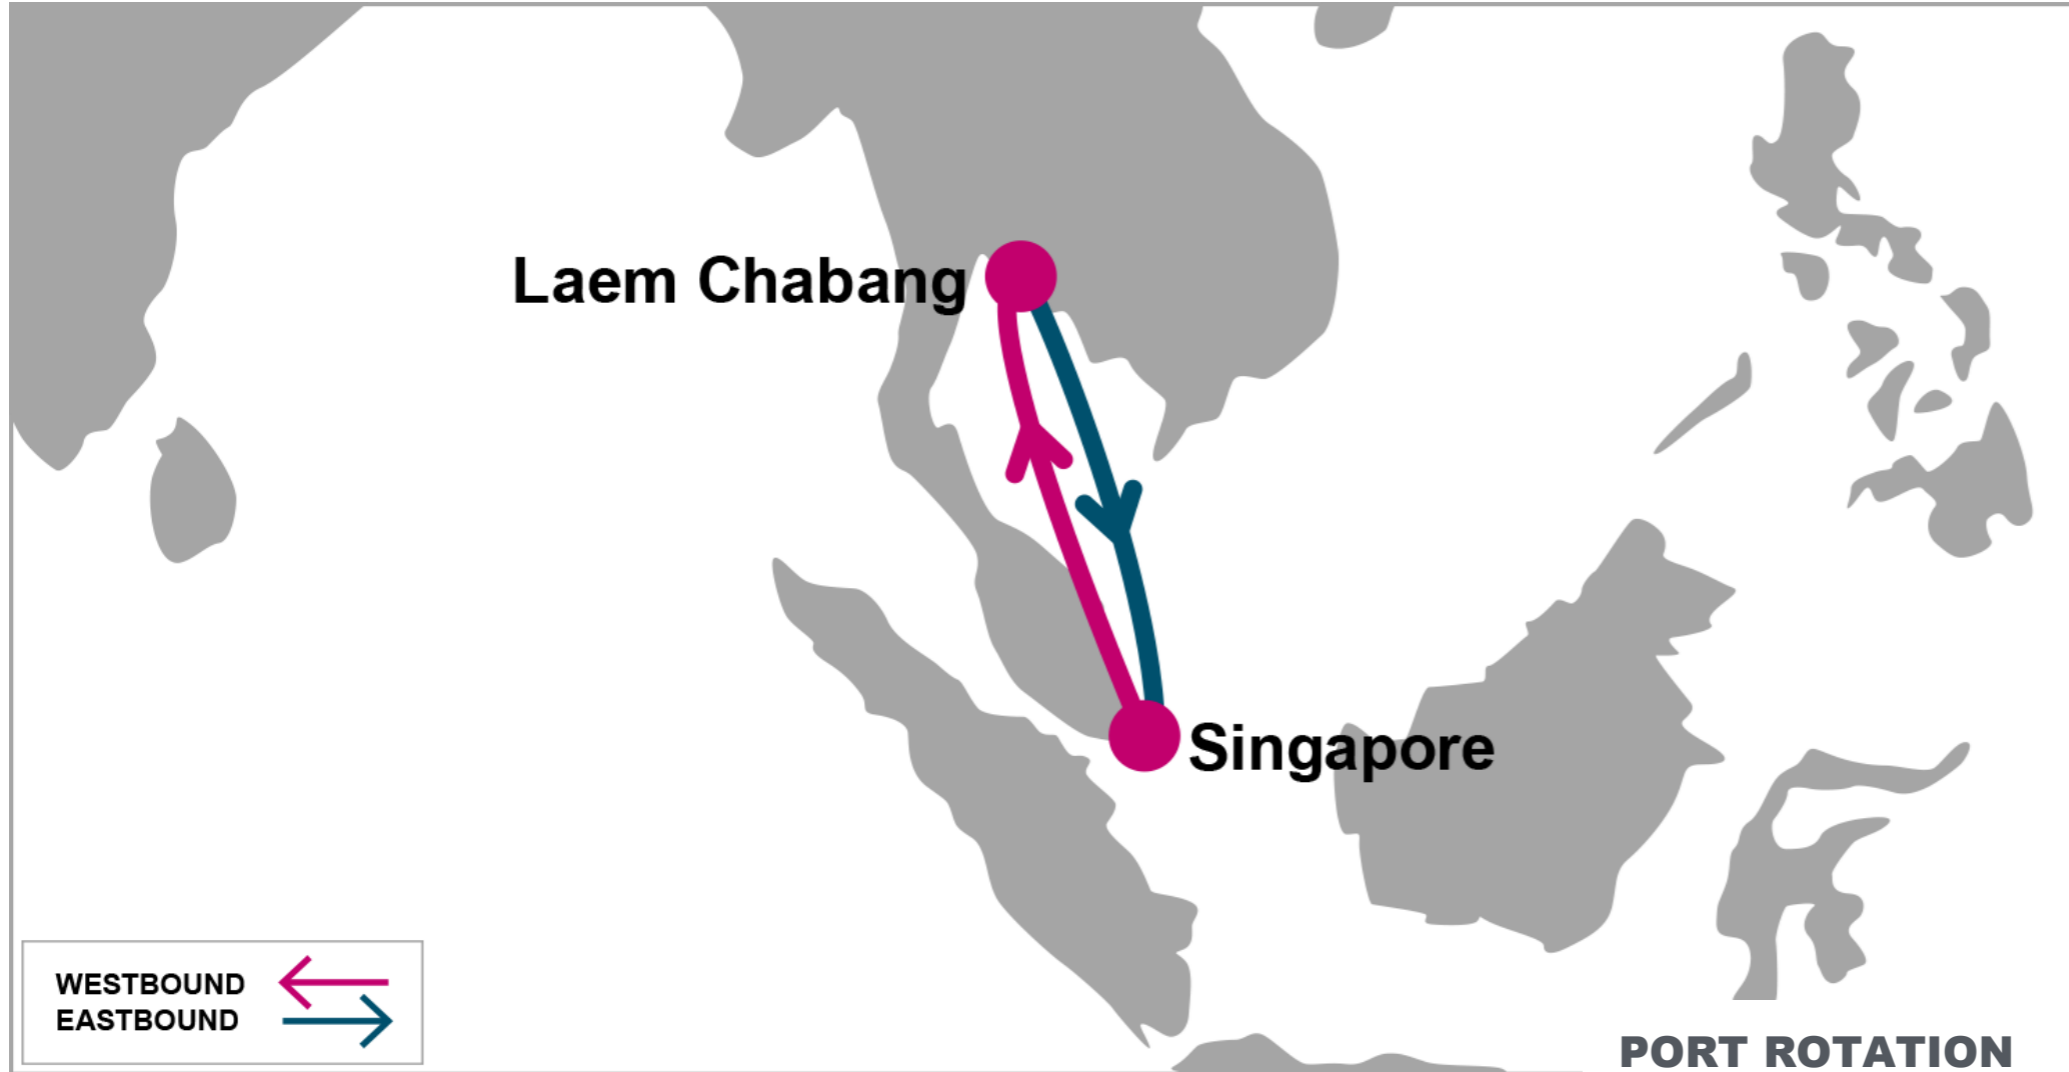 Laem Chabang
Singapore
WESTBOUND
EASTBOUND
PORT ROTATION